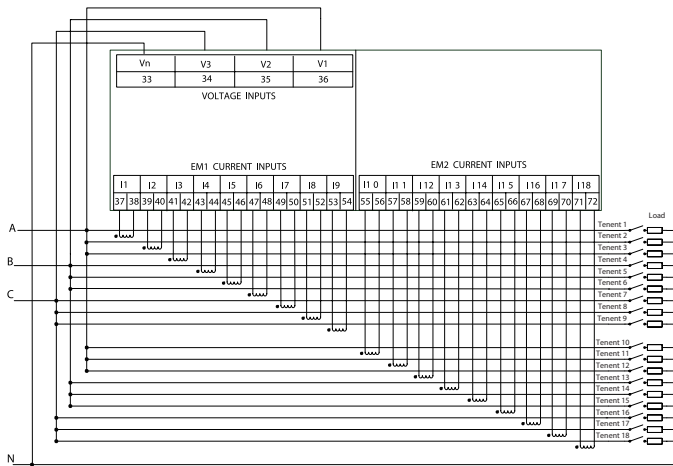 Vn V3 V2 V1
33 34 35 36
VOLTAGE INPUTS
EM1 CURRENT INPUTS
EM2 CURRENT INPUTS
I1 I2 I3 I4 I5 I6 I7 I8 I9
I1 0 I1 1 I12 I1 3 I14 I1 5 I16 I1 7 I18
37 38 39 40 41 42 43 44 45 46 47 48 49 50 51 52 53 54
55 56 57 58 59 60 61 62 63 64 65 66 67 68 69 70 71 72
Load
A
Tenent 1
Tenent 2
Tenent 3
B
Tenent 4
Tenent 5
Tenent 6
C
Tenent 7
Tenent 8
Tenent 9
Tenent 10
Tenent 11
Tenent 12
Tenent 13
Tenent 14
Tenent 15
Tenent 16
Tenent 17
Tenent 18
N